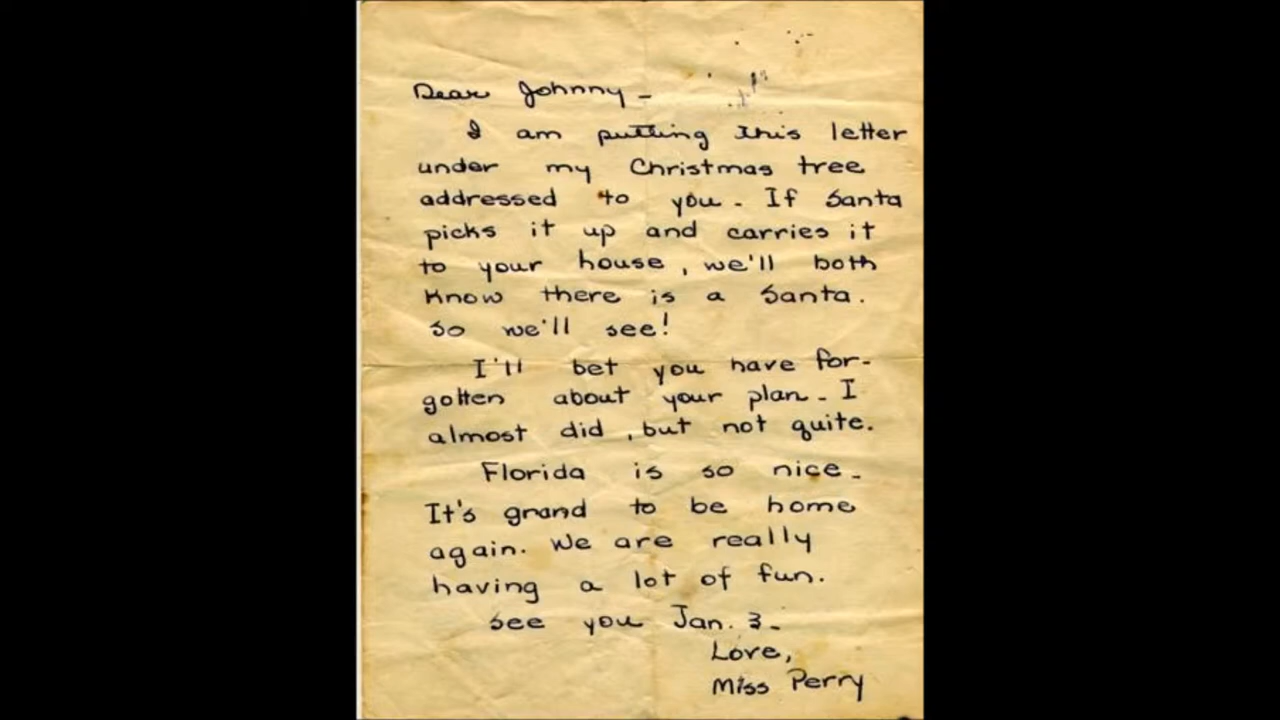 Dear Johnny -
I am putting this letter
under my Christmas tree
addressed to you. If Santa
picks it up and carries it
to your house, we'll both
know there is a Santa.
So we'll see!
I'll bet you have for-
gotten about your plan. I
almost did, but not quite.
Florida is so nice.
It's grand to be home
again. We are really
having a lot of fun.
See you Jan. 3.
Love,
Miss Perry